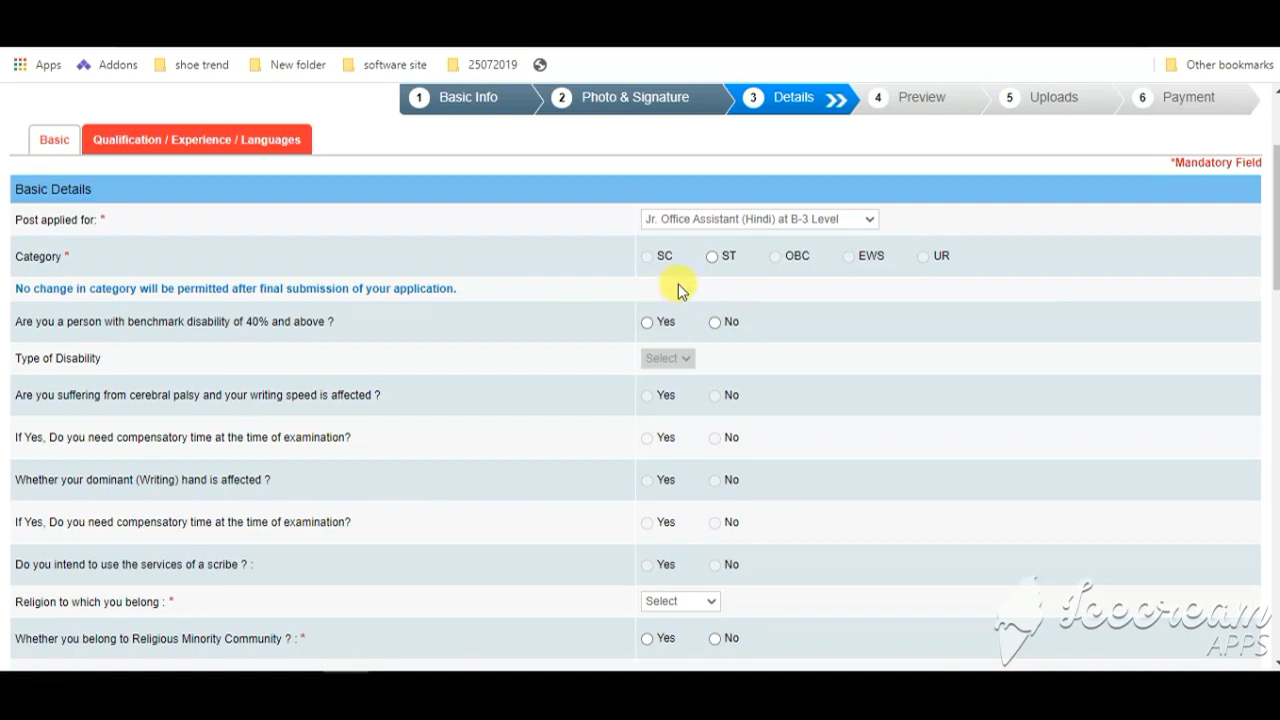 Apps Addons shoe trend New folder software site 25072019 Other bookmarks
1 Basic Info 2 Photo & Signature 3 Details 4 Preview 5 Uploads 6 Payment
Basic Qualification / Experience / Languages
*Mandatory Field
Basic Details
Post applied for: * Jr. Office Assistant (Hindi) at B-3 Level
Category * SC ST OBC EWS UR
No change in category will be permitted after final submission of your application.
Are you a person with benchmark disability of 40% and above ? Yes No
Type of Disability Select
Are you suffering from cerebral palsy and your writing speed is affected ? Yes No
If Yes, Do you need compensatory time at the time of examination? Yes No
Whether your dominant (Writing) hand is affected ? Yes No
If Yes, Do you need compensatory time at the time of examination? Yes No
Do you intend to use the services of a scribe ? : Yes No
Religion to which you belong : * Select
Whether you belong to Religious Minority Community ? : * Yes No
Icecream
APPS